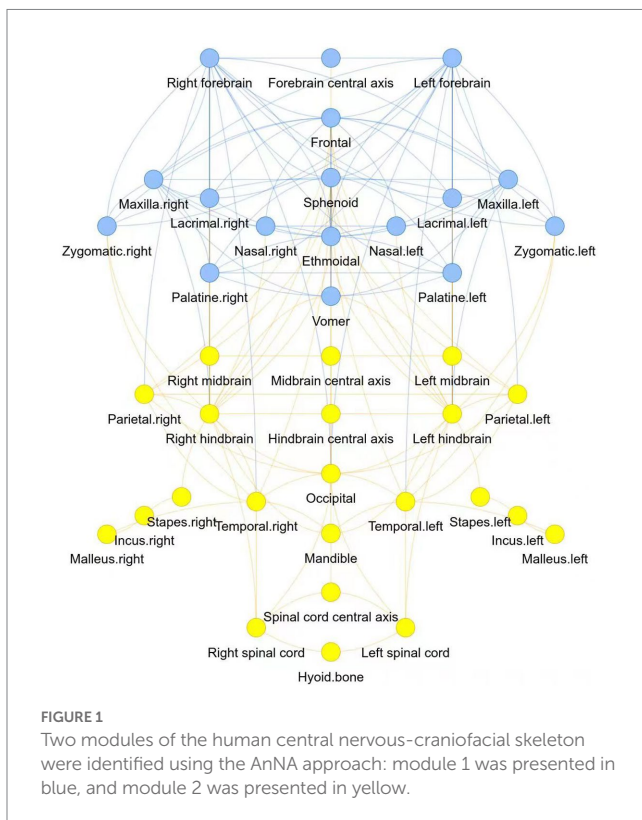 Right forebrain Forebrain central axis Left forebrain
Frontal
Maxilla.right Sphenoid Maxilla.left
Lacrimal.right Lacrimal.left
Zygomatic.right Nasal.right Ethmoidal Nasal.left Zygomatic.left
Palatine.right Palatine.left
Vomer
Right midbrain Midbrain central axis Left midbrain
Parietal.right Parietal.left
Right hindbrain Hindbrain central axis Left hindbrain
Occipital
Stapes.right Temporal.right Temporal.left Stapes.left
Incus.right Incus.left
Malleus.right Mandible Malleus.left
Spinal cord central axis
Right spinal cord Left spinal cord
Hyoid.bone
FIGURE 1
Two modules of the human central nervous-craniofacial skeleton
were identified using the AnNA approach: module 1 was presented in
blue, and module 2 was presented in yellow.